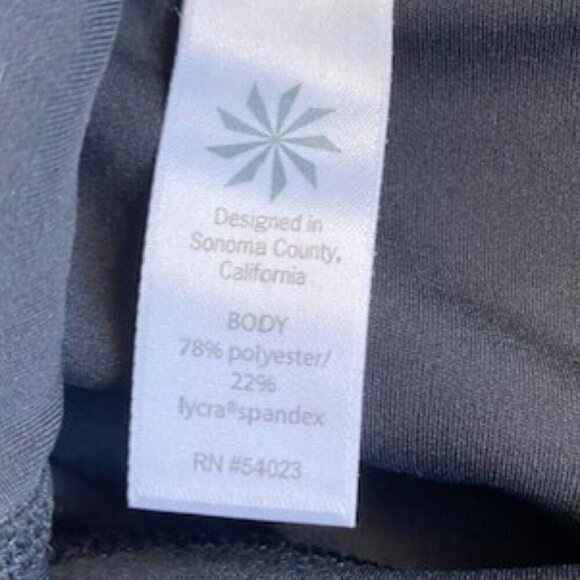 Designed in
Sonoma County,
California
BODY
78% polyester/
22%
lycra®spandex
RN #54023